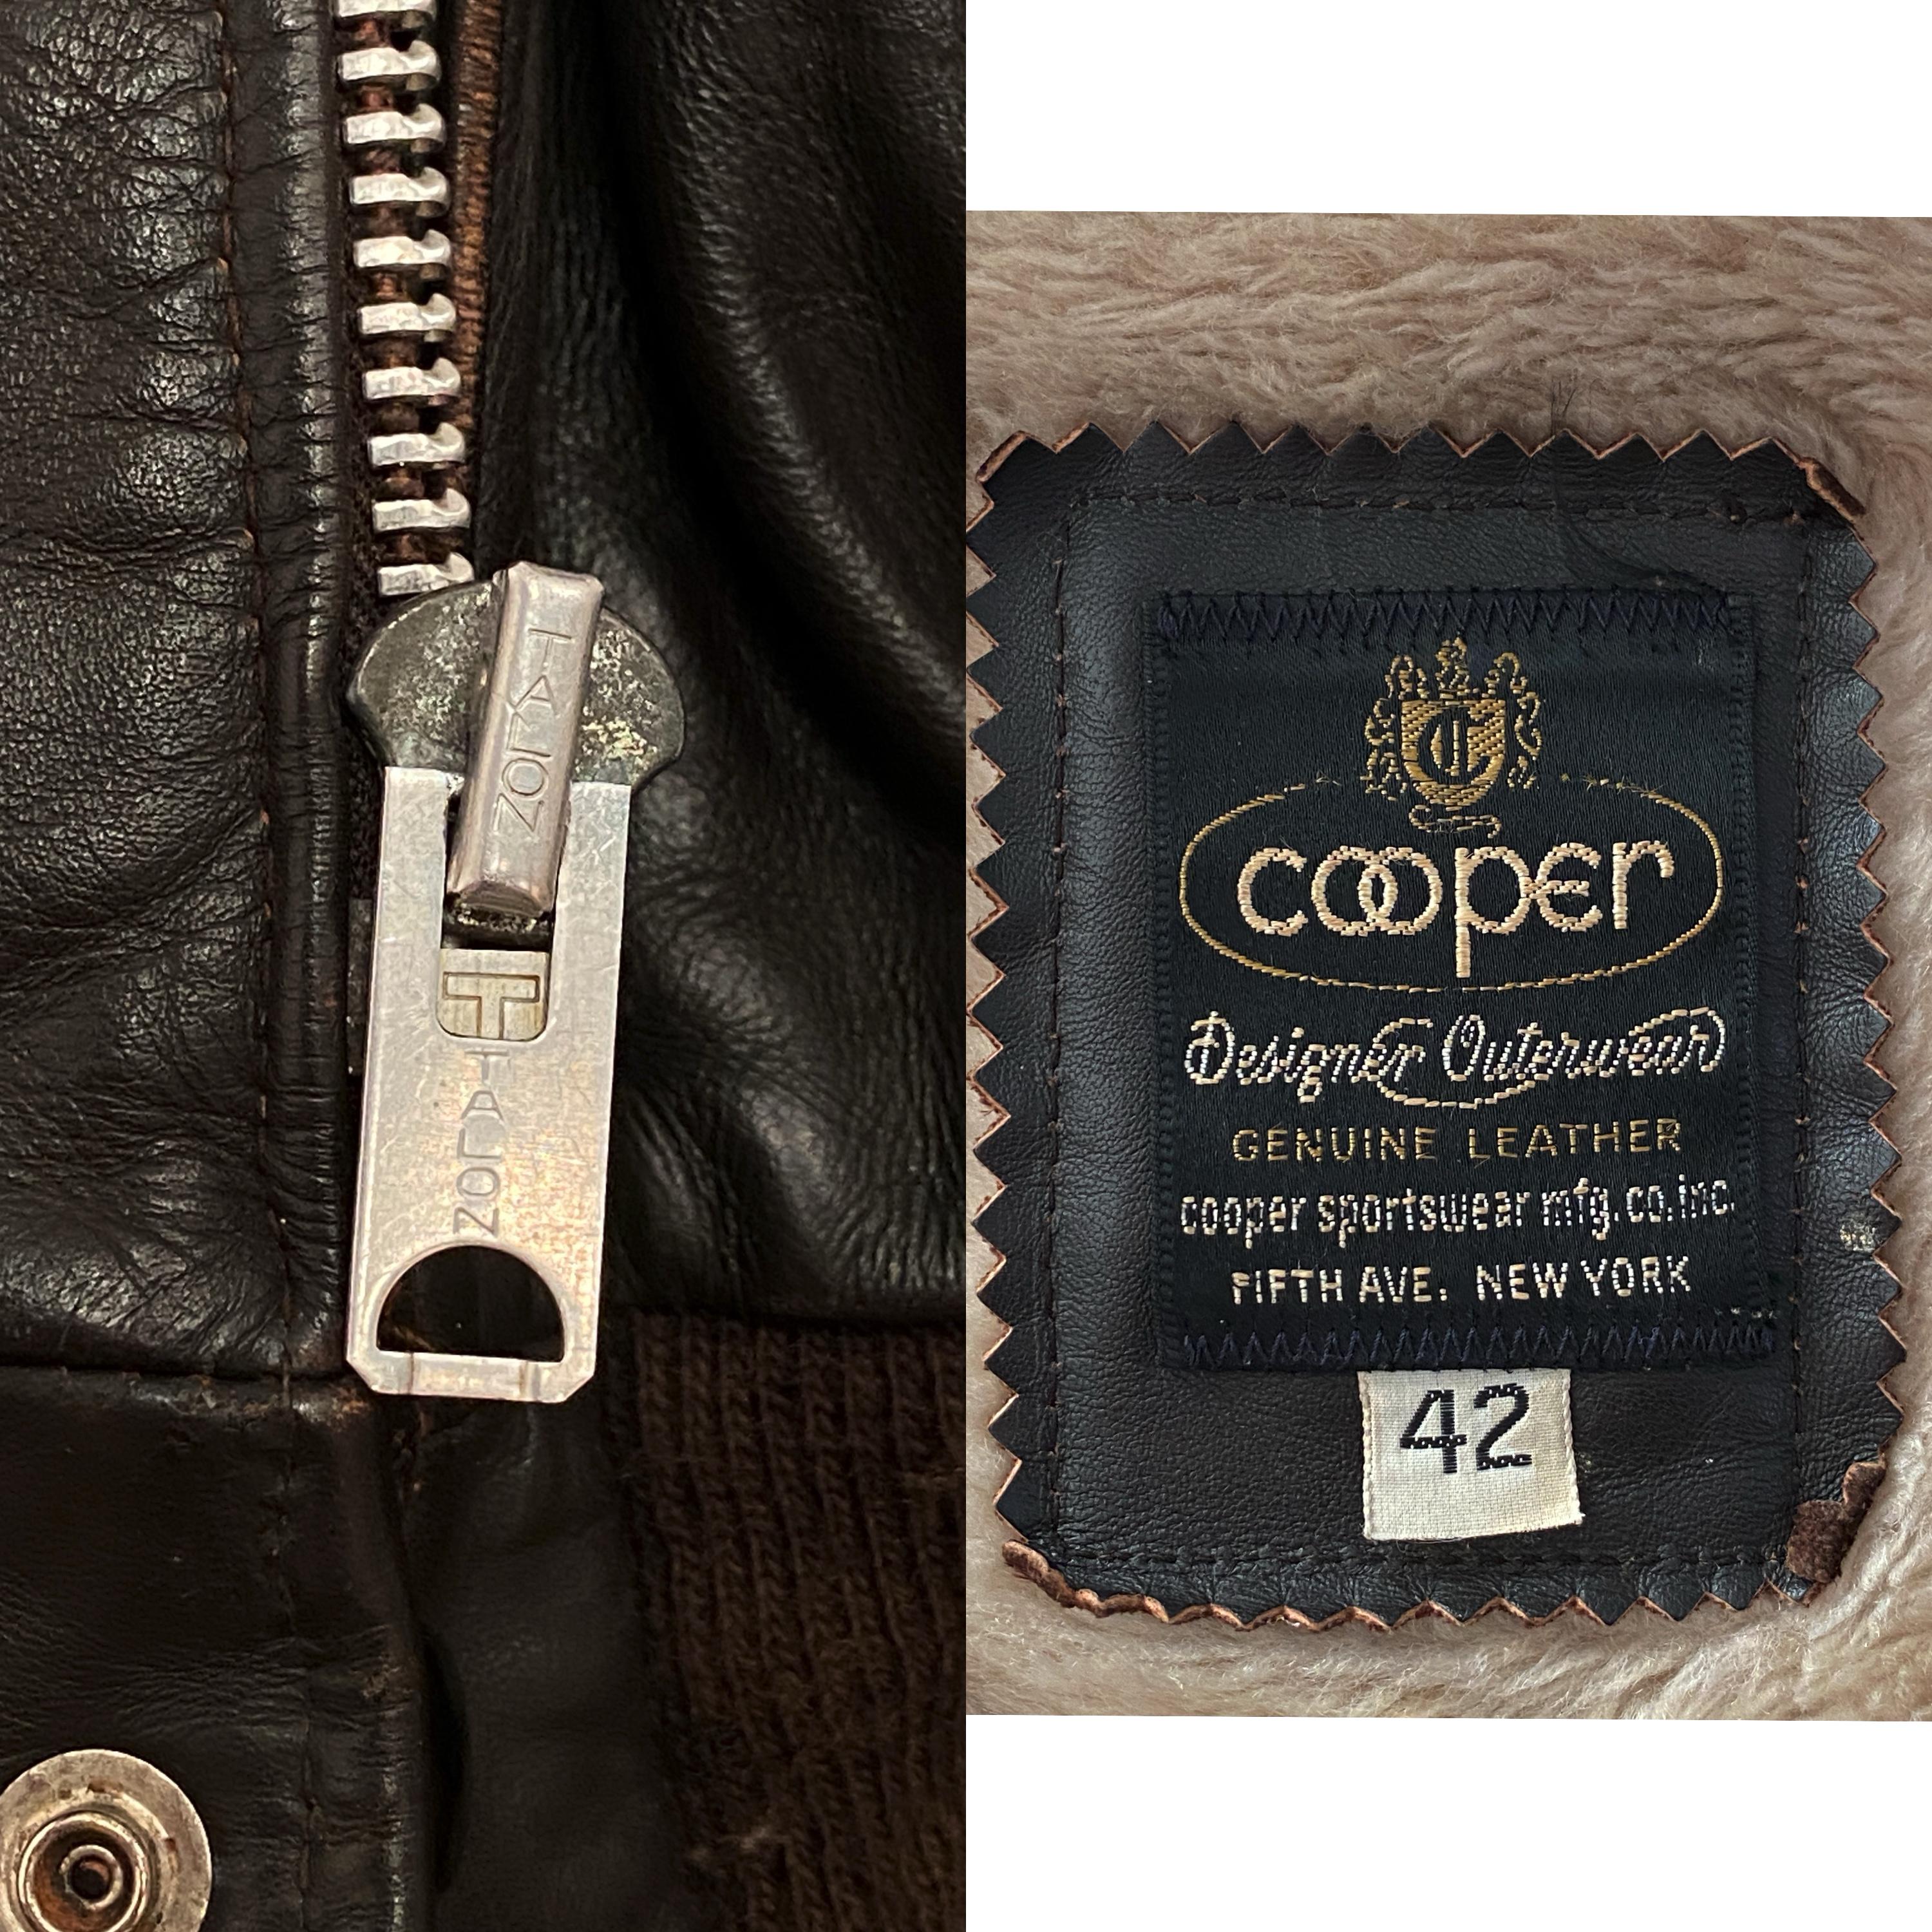 TALON
T
TALON
C
cooper
Designer Outerwear
GENUINE LEATHER
cooper sportswear mfg. co. inc.
FIFTH AVE. NEW YORK
42